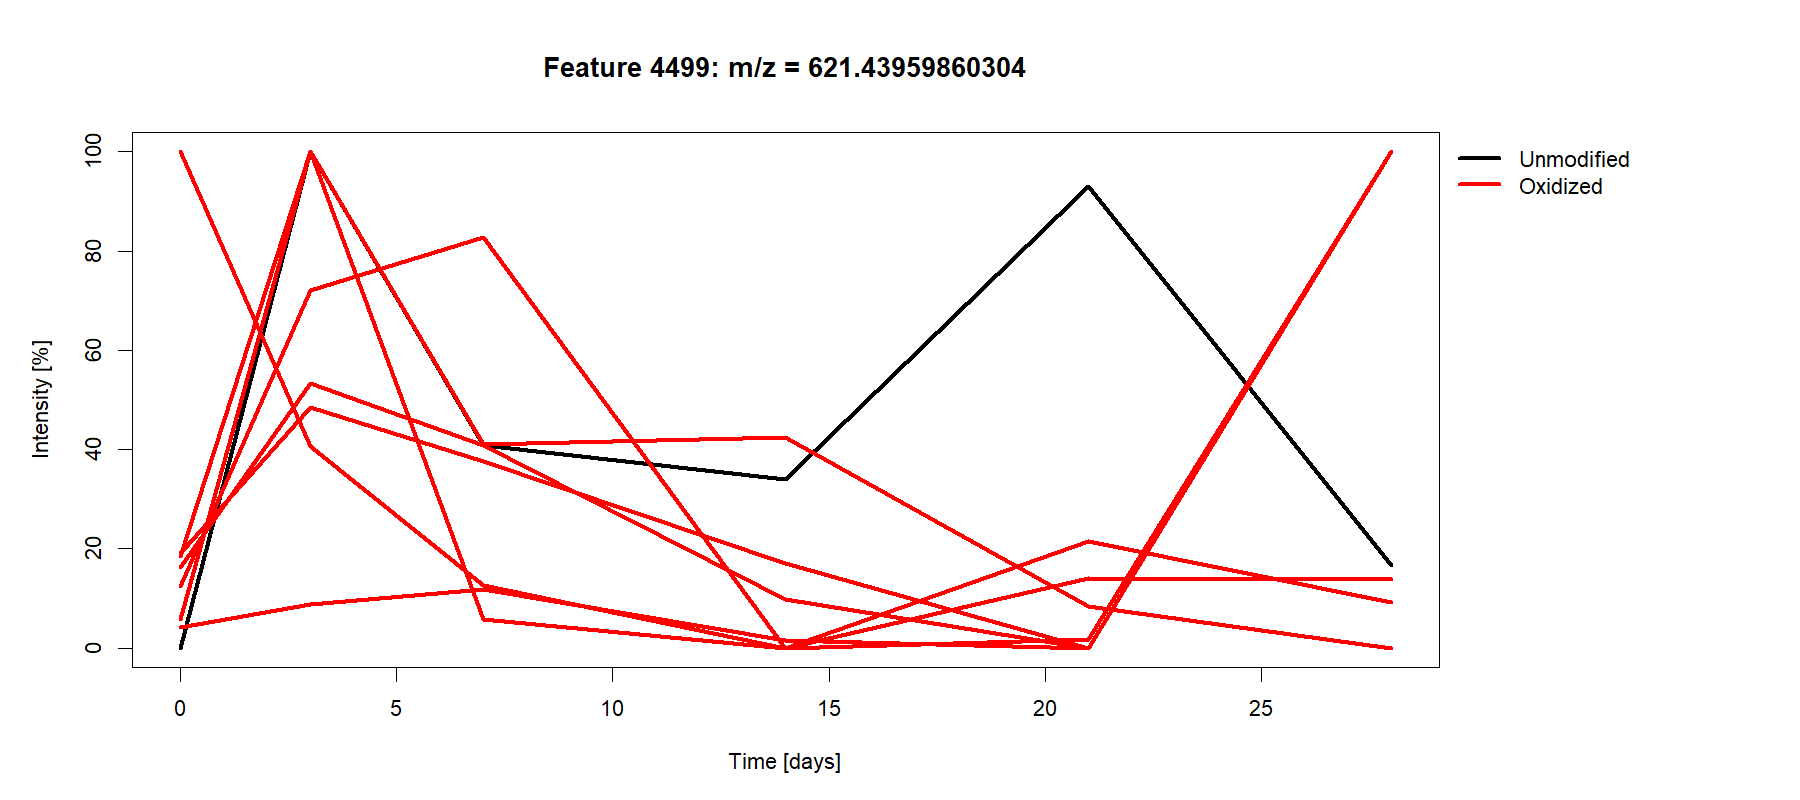 Feature 4499: m/z = 621.43959860304
Unmodified
Oxidized
Intensity [%]
100
80
60
40
20
0
0 5 10 15 20 25
Time [days]